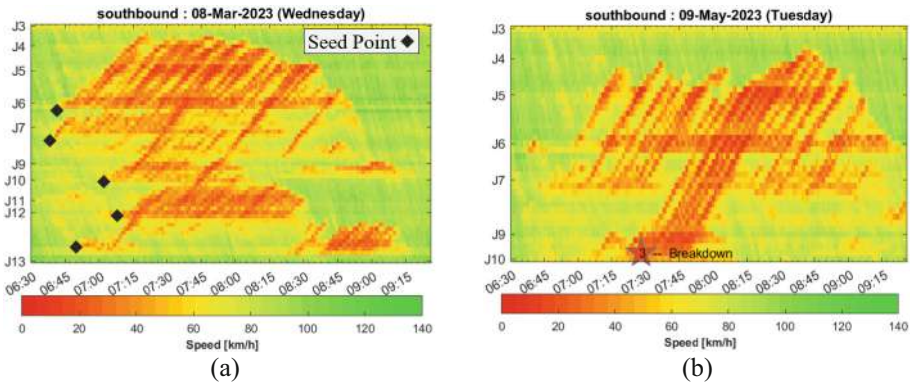 southbound : 08-Mar-2023 (Wednesday)
Seed Point
J3
J4
J5
J6
J7
J9
J10
J11
J12
J13
06:30
06:45
07:00
07:15
07:30
07:45
08:00
08:15
08:30
08:45
09:00
09:15
0
20
40
60
80
100
120
140
Speed [km/h]
(a)
southbound : 09-May-2023 (Tuesday)
J3
J4
J5
J6
J7
J9
J10
3 -- Breakdown
06:30
06:45
07:00
07:15
07:30
07:45
08:00
08:15
08:30
08:45
09:00
09:15
0
20
40
60
80
100
120
140
Speed [km/h]
(b)